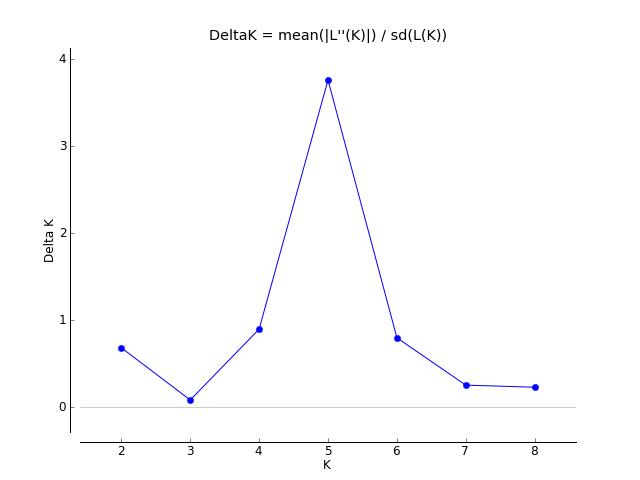 DeltaK = mean(|L''(K)|) / sd(L(K))
4
3
2
1
0
Delta K
2 3 4 5 6 7 8
K